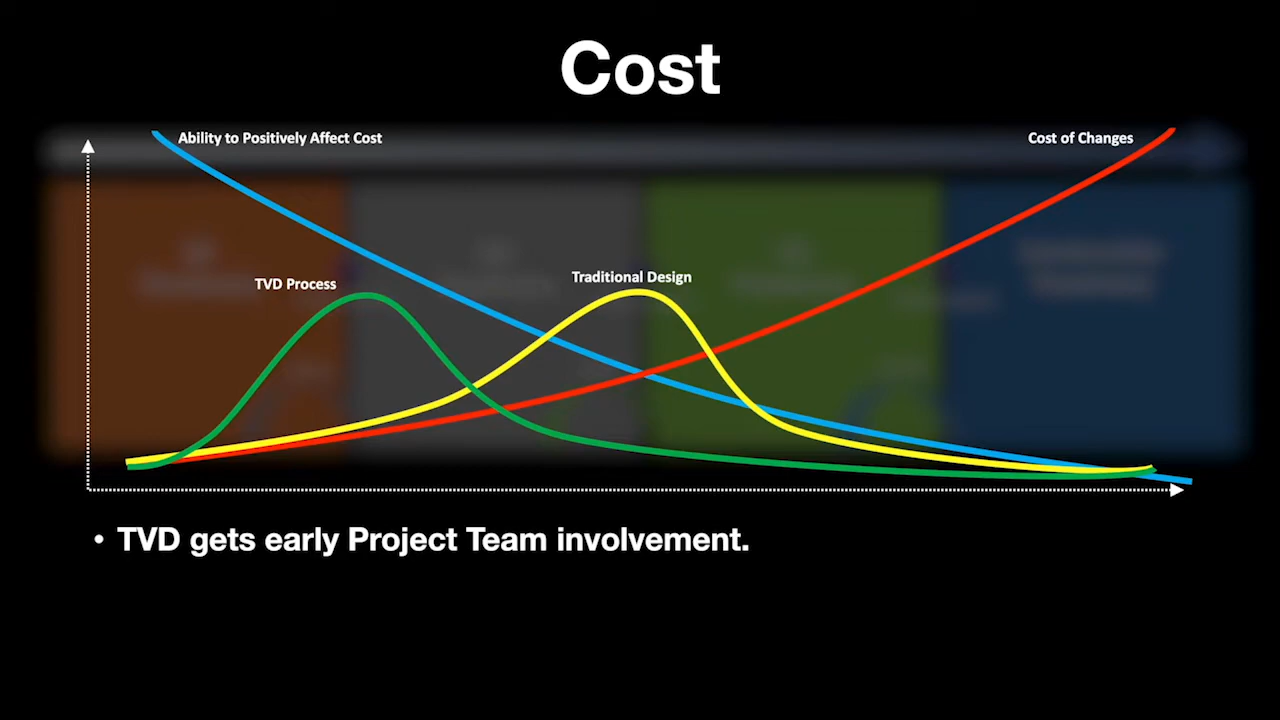 Cost
Ability to Positively Affect Cost
Cost of Changes
TVD Process
Traditional Design
• TVD gets early Project Team involvement.